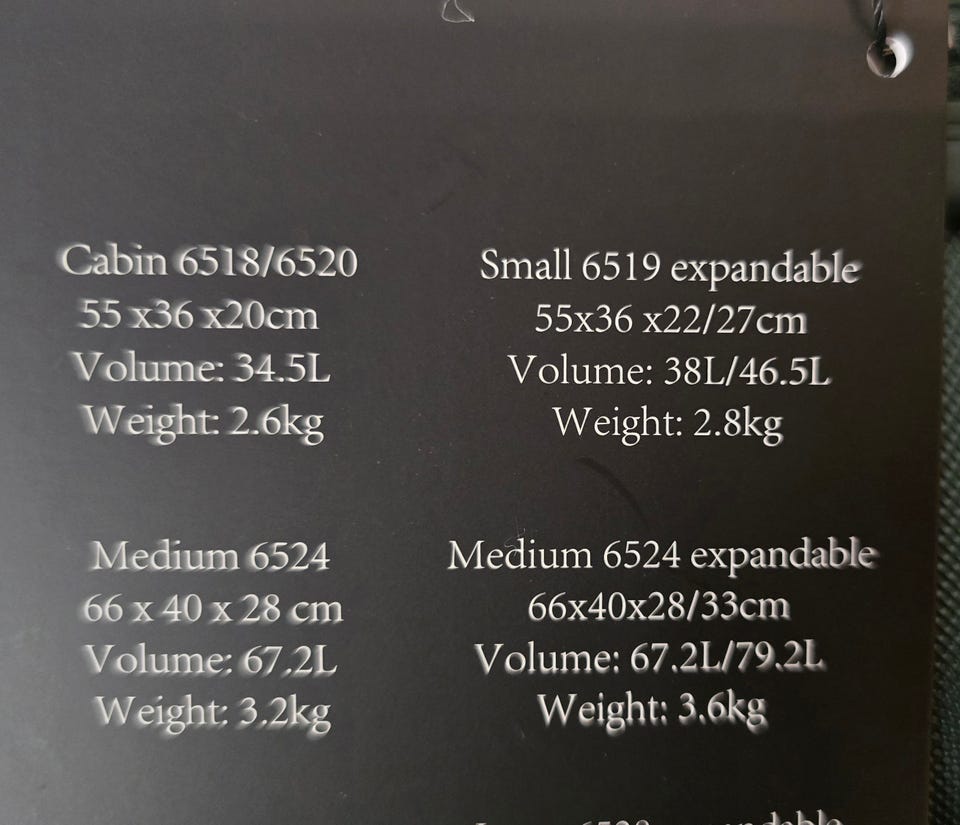 Cabin 6518/6520
55 x36 x20cm
Volume: 34.5L
Weight: 2.6kg
Small 6519 expandable
55x36 x22/27cm
Volume: 38L/46.5L
Weight: 2.8kg
Medium 6524
66 x 40 x 28 cm
Volume: 67.2L
Weight: 3.2kg
Medium 6524 expandable
66x40x28/33cm
Volume: 67.2L/79.2L
Weight: 3.6kg
expandable